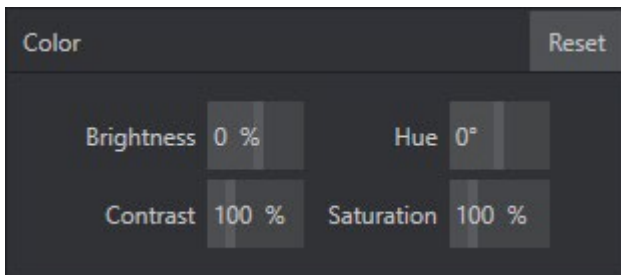 Color Reset
Brightness 0 % Hue 0°
Contrast 100 % Saturation 100 %